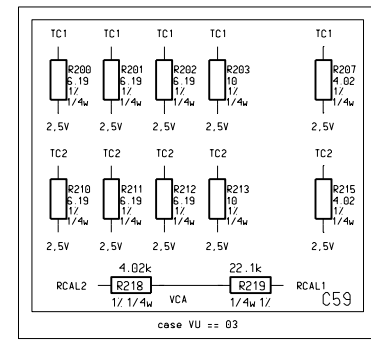 TC1 TC1 TC1 TC1 TC1
R200 R201 R202 R203 R207
6.19 6.19 6.19 10 4.02
1% 1% 1% 1% 1%
1/4w 1/4w 1/4w 1/4w 1/4w
2,5V 2,5V 2,5V 2,5V 2,5V
TC2 TC2 TC2 TC2 TC2
R210 R211 R212 R213 R215
6.19 6.19 6.19 10 4.02
1% 1% 1% 1% 1%
1/4w 1/4w 1/4w 1/4w 1/4w
2,5V 2,5V 2,5V 2,5V 2,5V
4.02k 22.1k
RCAL2 R218 R219 RCAL1
1% 1/4w VCA 1/4w 1% C59
case VU == 03